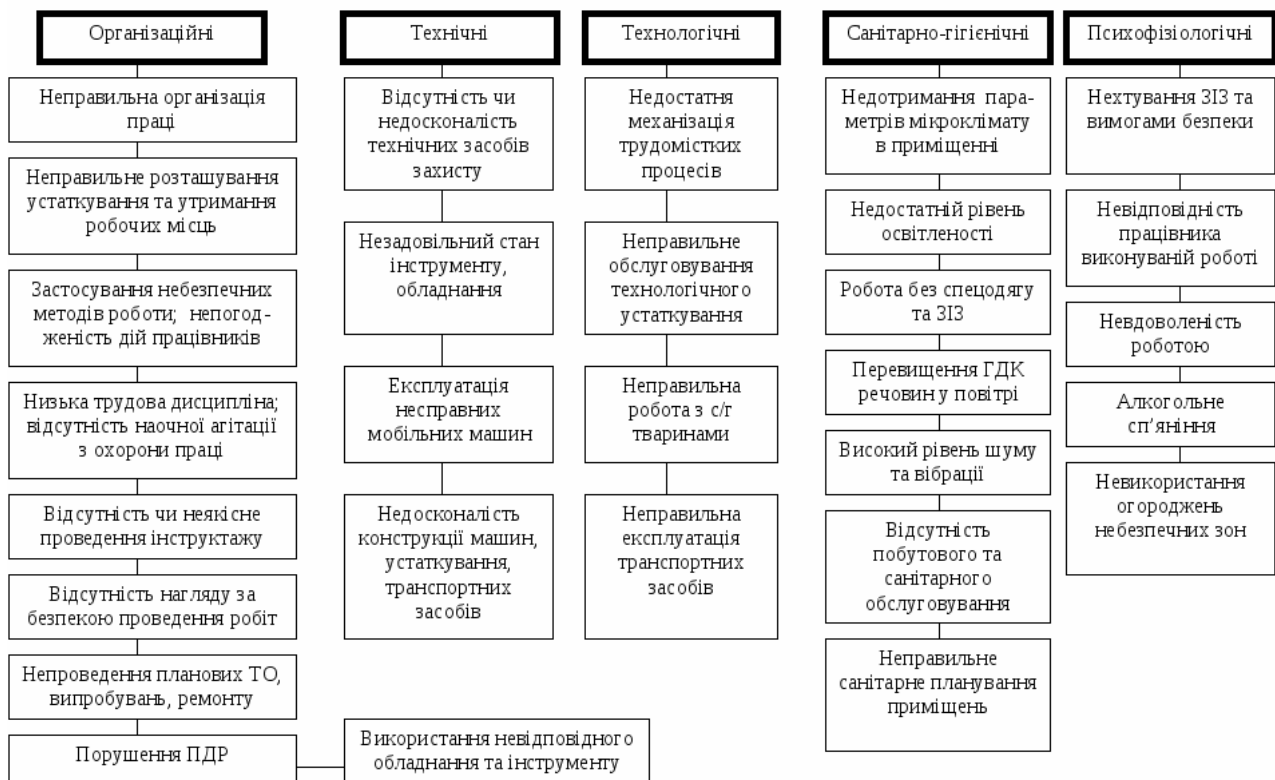 Організаційні
Неправильна організація
праці
Неправильне розташування
устаткування та утримання
робочих місць
Застосування небезпечних
методів роботи; непогод-
женість дій працівників
Низька трудова дисципліна;
відсутність наочної агітації
з охорони праці
Відсутність чи неякісне
проведення інструктажу
Відсутність нагляду за
безпекою проведення робіт
Непроведення планових ТО,
випробувань, ремонту
Порушення ПДР
Використання невідповідного
обладнання та інструменту
Технічні
Відсутність чи
недосконалість
технічних засобів
захисту
Незадовільний стан
інструменту,
обладнання
Експлуатація
несправних
мобільних машин
Недосконалість
конструкції машин,
устаткування,
транспортних
засобів
Технологічні
Недостатня
механізація
трудомістких
процесів
Неправильне
обслуговування
технологічного
устаткування
Неправильна
робота з с/г
тваринами
Неправильна
експлуатація
транспортних
засобів
Санітарно-гігієнічні
Недотримання пара-
метрів мікроклімату
в приміщенні
Недостатній рівень
освітленості
Робота без спецодягу
та ЗІЗ
Перевищення ГДК
речовин у повітрі
Високий рівень шуму
та вібрації
Відсутність
побутового та
санітарного
обслуговування
Неправильне
санітарне планування
приміщень
Психофізіологічні
Нехтування ЗІЗ та
вимогами безпеки
Невідповідність
працівника
виконуваній роботі
Невдоволеність
роботою
Алкогольне
сп’яніння
Невикористання
огороджень
небезпечних зон